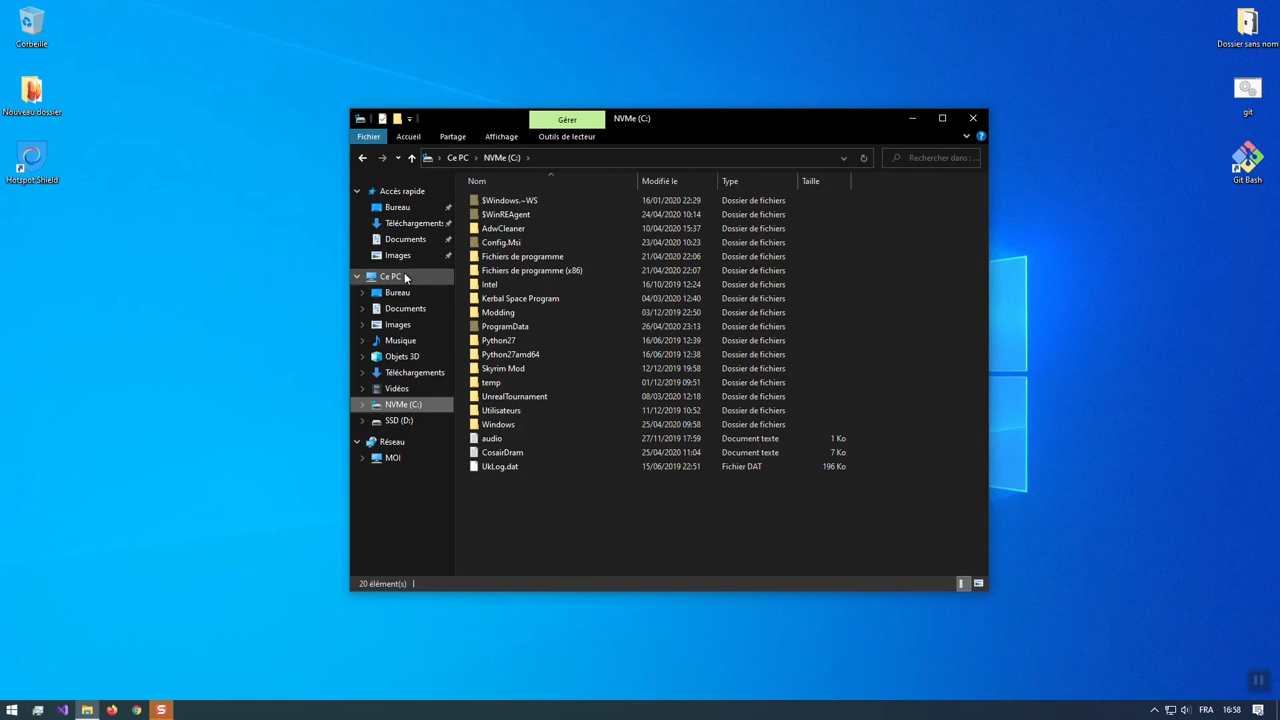 Corbeille
Nouveau dossier
Hotspot Shield
Dossier sans nom
git
Git Bash
Gérer
NVMe (C:)
Fichier Accueil Partage Affichage Outils de lecteur
Ce PC › NVMe (C:) ›
Rechercher dans : ...
Accès rapide
Bureau
Téléchargements
Documents
Images
Ce PC
Bureau
Documents
Images
Musique
Objets 3D
Téléchargements
Vidéos
NVMe (C:)
SSD (D:)
Réseau
MOI
Nom Modifié le Type Taille
$Windows.~WS 16/01/2020 22:29 Dossier de fichiers
$WinREAgent 24/04/2020 10:14 Dossier de fichiers
AdwCleaner 10/04/2020 15:37 Dossier de fichiers
Config.Msi 23/04/2020 10:23 Dossier de fichiers
Fichiers de programme 21/04/2020 22:06 Dossier de fichiers
Fichiers de programme (x86) 21/04/2020 22:07 Dossier de fichiers
Intel 16/10/2019 12:24 Dossier de fichiers
Kerbal Space Program 04/03/2020 12:40 Dossier de fichiers
Modding 03/12/2019 22:50 Dossier de fichiers
ProgramData 26/04/2020 23:13 Dossier de fichiers
Python27 16/06/2019 12:39 Dossier de fichiers
Python27amd64 16/06/2019 12:38 Dossier de fichiers
Skyrim Mod 12/12/2019 19:58 Dossier de fichiers
temp 01/12/2019 09:51 Dossier de fichiers
UnrealTournament 08/03/2020 12:18 Dossier de fichiers
Utilisateurs 11/12/2019 10:52 Dossier de fichiers
Windows 25/04/2020 09:58 Dossier de fichiers
audio 27/11/2019 17:59 Document texte 1 Ko
CosairDram 25/04/2020 11:04 Document texte 7 Ko
UkLog.dat 15/06/2019 22:51 Fichier DAT 196 Ko
20 élément(s)
FRA 16:58